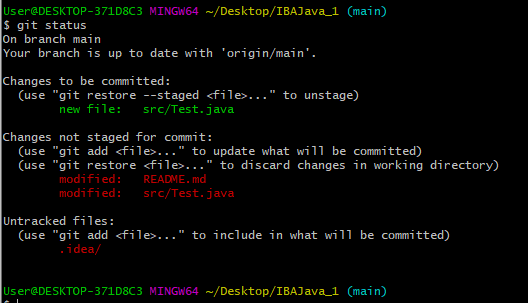 User@DESKTOP-371D8C3 MINGW64 ~/Desktop/IBAJava_1 (main)
$ git status
On branch main
Your branch is up to date with 'origin/main'.
Changes to be committed:
  (use "git restore --staged <file>..." to unstage)
        new file:   src/Test.java
Changes not staged for commit:
  (use "git add <file>..." to update what will be committed)
  (use "git restore <file>..." to discard changes in working directory)
        modified:   README.md
        modified:   src/Test.java
Untracked files:
  (use "git add <file>..." to include in what will be committed)
        .idea/
User@DESKTOP-371D8C3 MINGW64 ~/Desktop/IBAJava_1 (main)
$